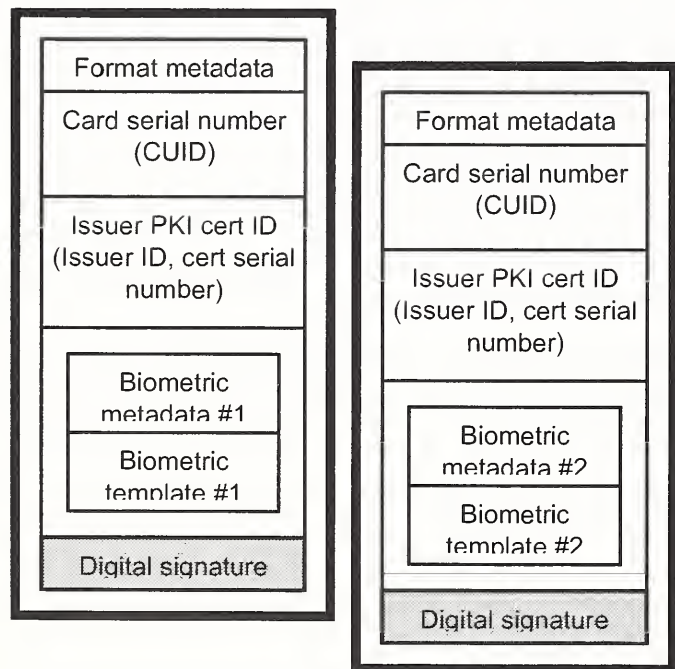 Format metadata
Card serial number
(CUID)
Issuer PKI cert ID
(Issuer ID, cert serial
number)
Biometric
metadata #1
Biometric
template #1
Digital signature
Format metadata
Card serial number
(CUID)
Issuer PKI cert ID
(Issuer ID, cert serial
number)
Biometric
metadata #2
Biometric
template #2
Digital signature